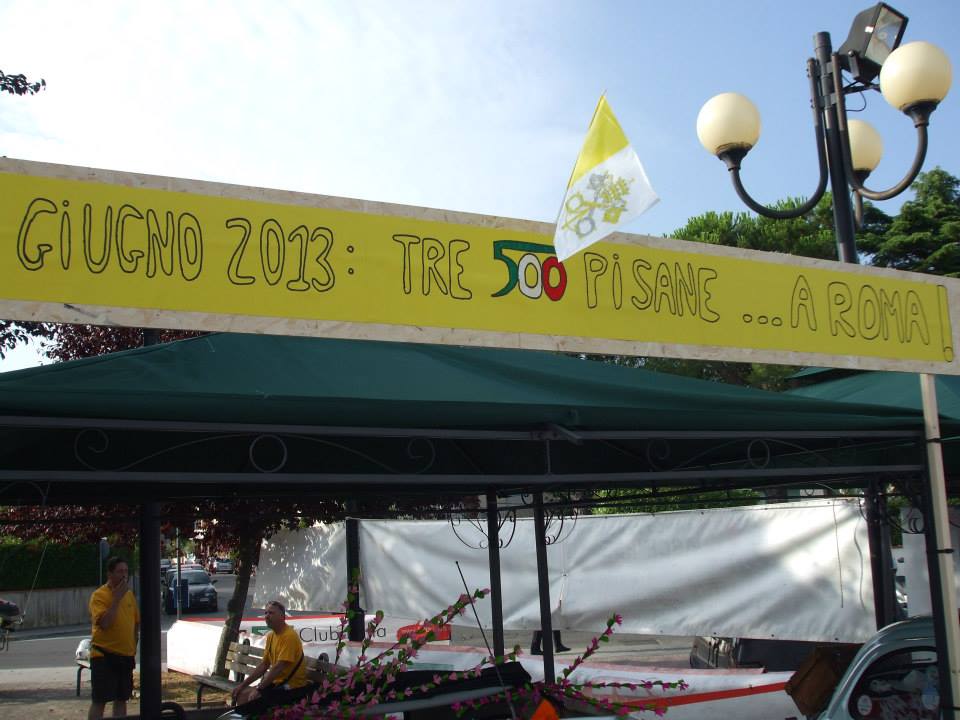 GIUGNO 2013: TRE 500 PISANE ... A ROMA!
Club